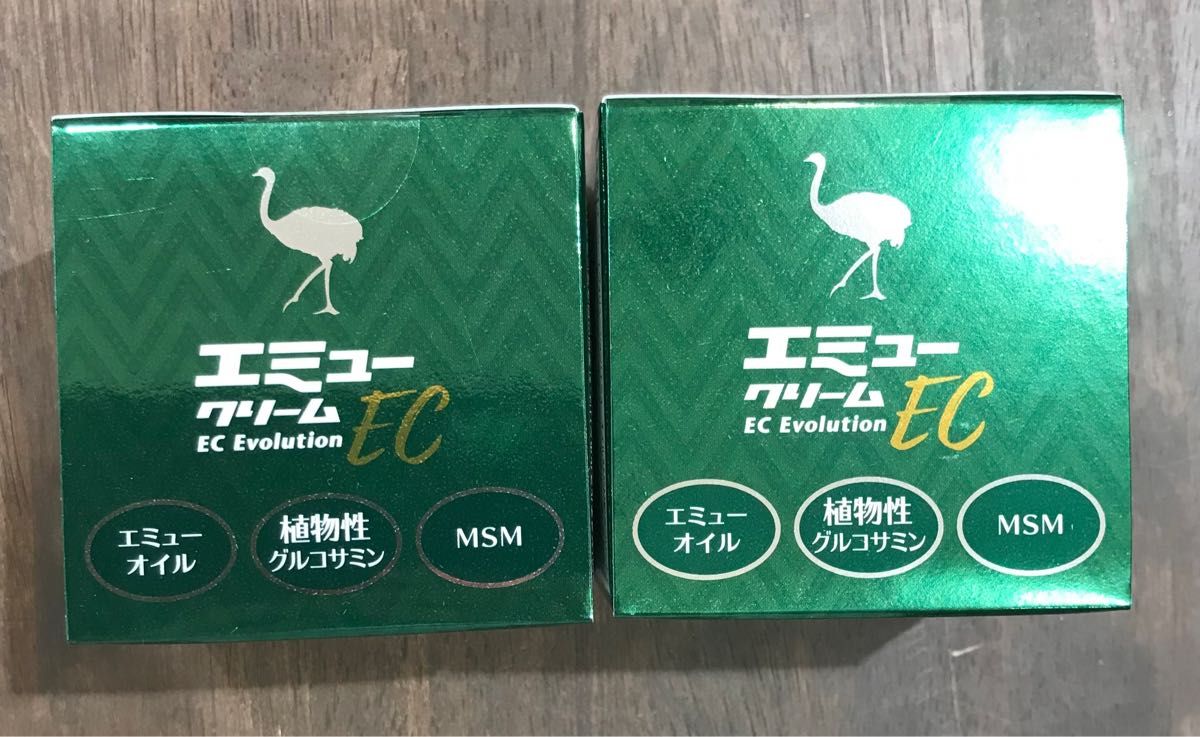 エミュー
クリーム
EC Evolution
EC
エミュー
オイル
植物性
グルコサミン
MSM
エミュー
クリーム
EC Evolution
EC
エミュー
オイル
植物性
グルコサミン
MSM